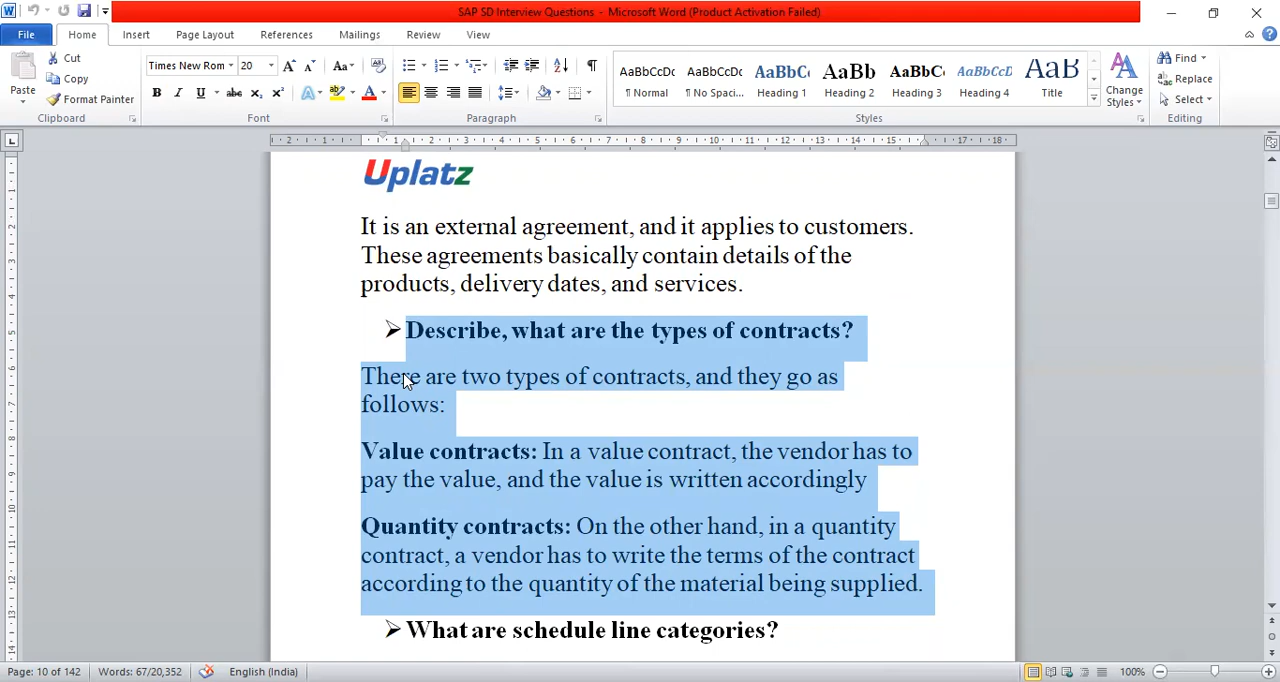 SAP SD Interview Questions - Microsoft Word (Product Activation Failed)
File Home Insert Page Layout References Mailings Review View
Paste
Cut
Copy
Format Painter
Clipboard
Times New Rom 20
Font
Paragraph
AaBbCcDc AaBbCcDc AaBbC AaBb AaBbC AaBbCcD AaB
¶ Normal ¶ No Spaci... Heading 1 Heading 2 Heading 3 Heading 4 Title
Change
Styles
Styles
Find
Replace
Select
Editing
Uplatz
It is an external agreement, and it applies to customers.
These agreements basically contain details of the
products, delivery dates, and services.
➢ Describe, what are the types of contracts?
There are two types of contracts, and they go as
follows:
Value contracts: In a value contract, the vendor has to
pay the value, and the value is written accordingly
Quantity contracts: On the other hand, in a quantity
contract, a vendor has to write the terms of the contract
according to the quantity of the material being supplied.
➢ What are schedule line categories?
Page: 10 of 142 Words: 67/20,352 English (India) 100%